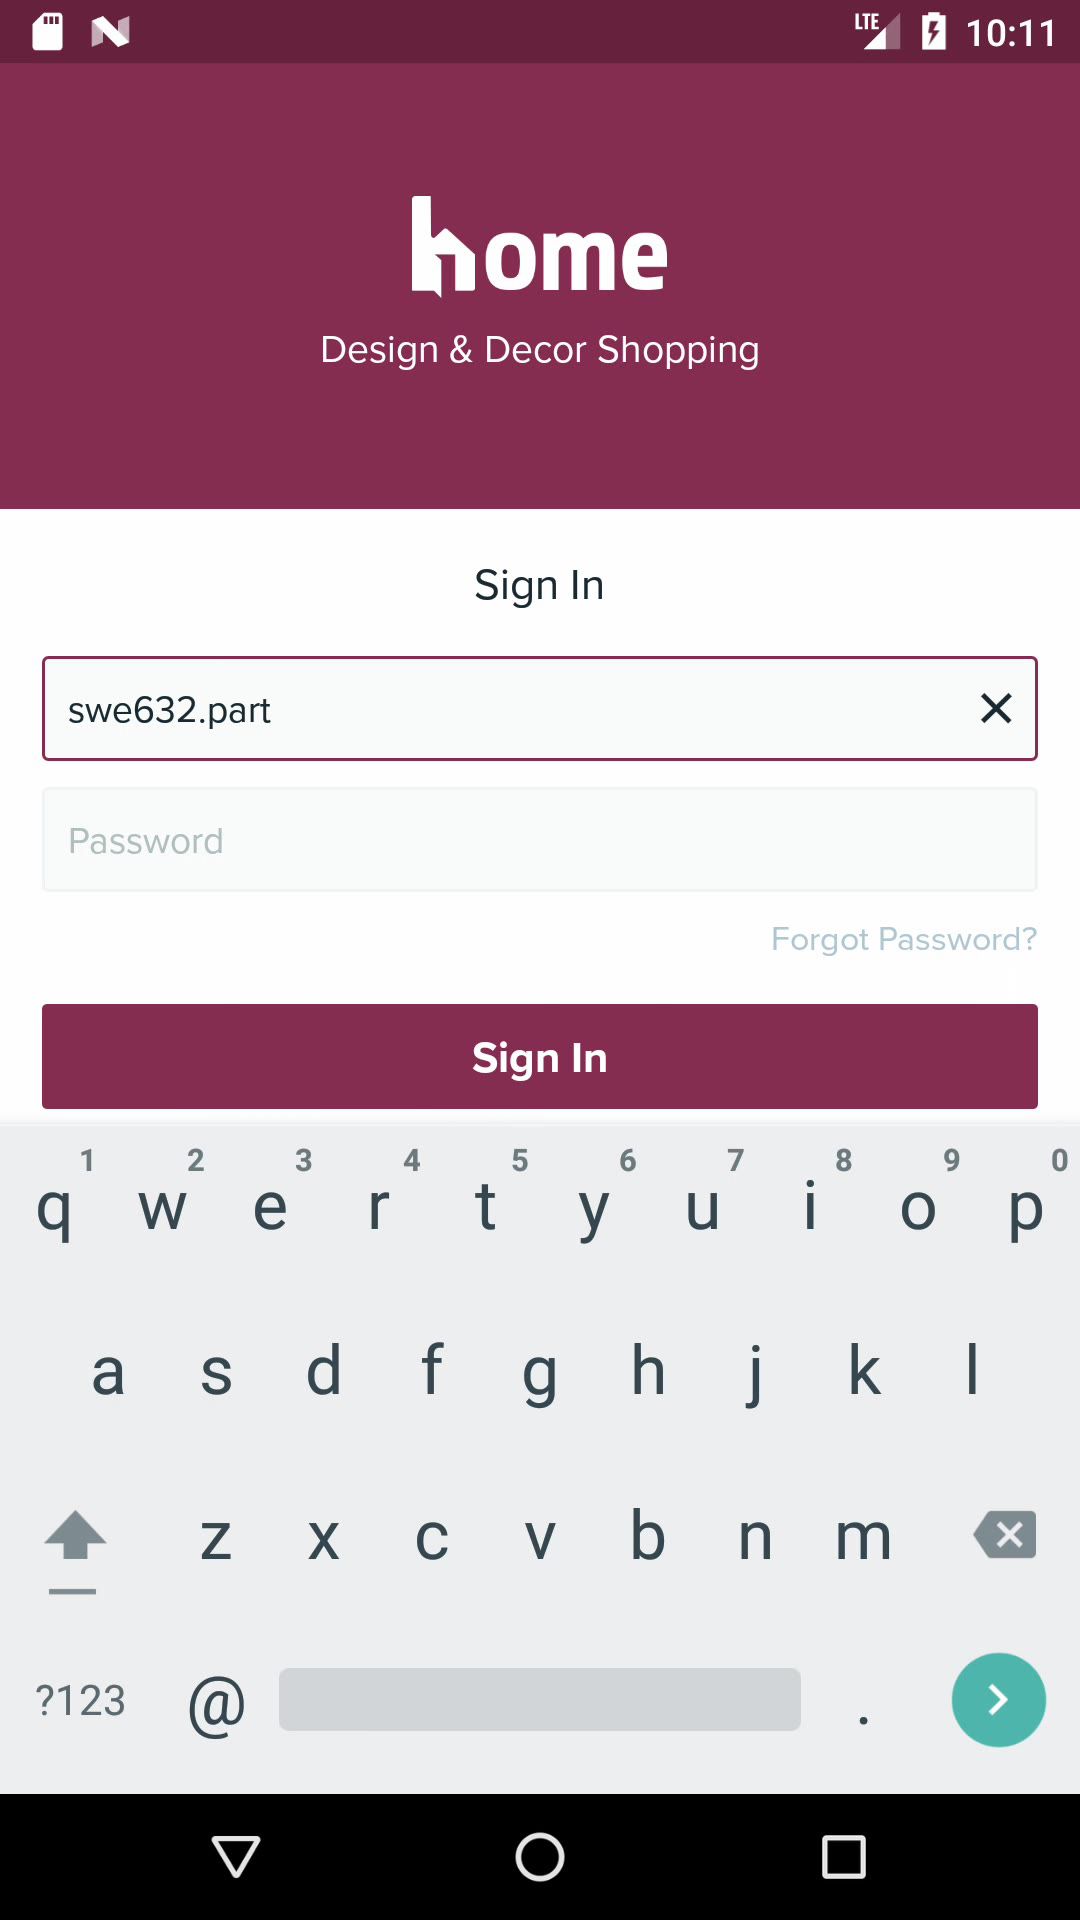 LTE 10:11
home
Design & Decor Shopping
Sign In
swe632.part
Password
Forgot Password?
Sign In
1 2 3 4 5 6 7 8 9 0
q w e r t y u i o p
a s d f g h j k l
z x c v b n m
?123 @ .